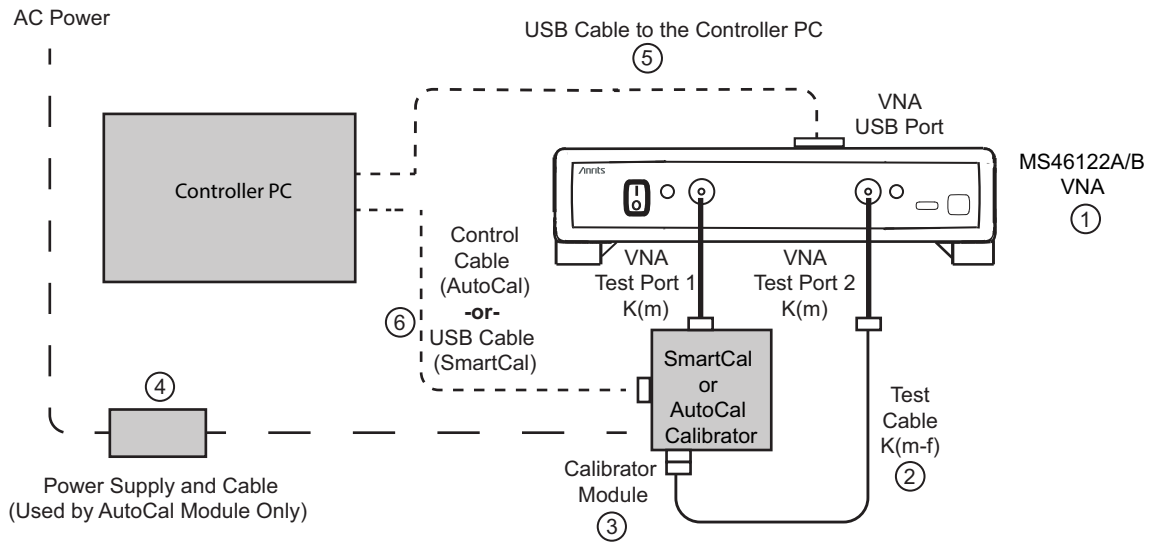 AC Power
USB Cable to the Controller PC
5
VNA
USB Port
Controller PC
Anrits
I
O
MS46122A/B
VNA
1
Control
Cable
(AutoCal)
-or-
USB Cable
(SmartCal)
6
VNA
Test Port 1
K(m)
VNA
Test Port 2
K(m)
SmartCal
or
AutoCal
Calibrator
Test
Cable
K(m-f)
2
4
Power Supply and Cable
(Used by AutoCal Module Only)
Calibrator
Module
3